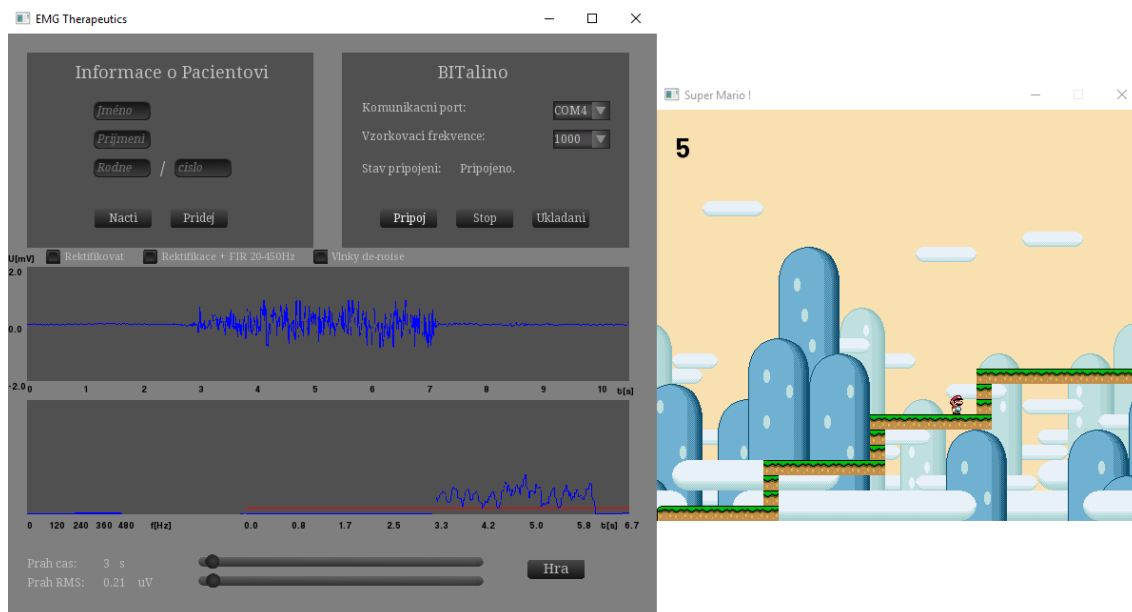 EMG Therapeutics
Informace o Pacientovi
Jméno
Prijmeni
Rodne / cislo
Nacti Pridej
BITalino
Komunikacni port: COM4
Vzorkovaci frekvence: 1000
Stav pripojeni: Pripojeno.
Pripoj Stop Ukladani
U[mV] Rektifikovat Rektifikace + FIR 20-450Hz Vlnky de-noise
2.0
0.0
-2.0 0 1 2 3 4 5 6 7 8 9 10 t[s]
0 120 240 360 480 f[Hz] 0.0 0.8 1.7 2.5 3.3 4.2 5.0 5.8 t[s] 6.7
Prah cas: 3 s
Prah RMS: 0.21 uV
Hra
Super Mario !
5